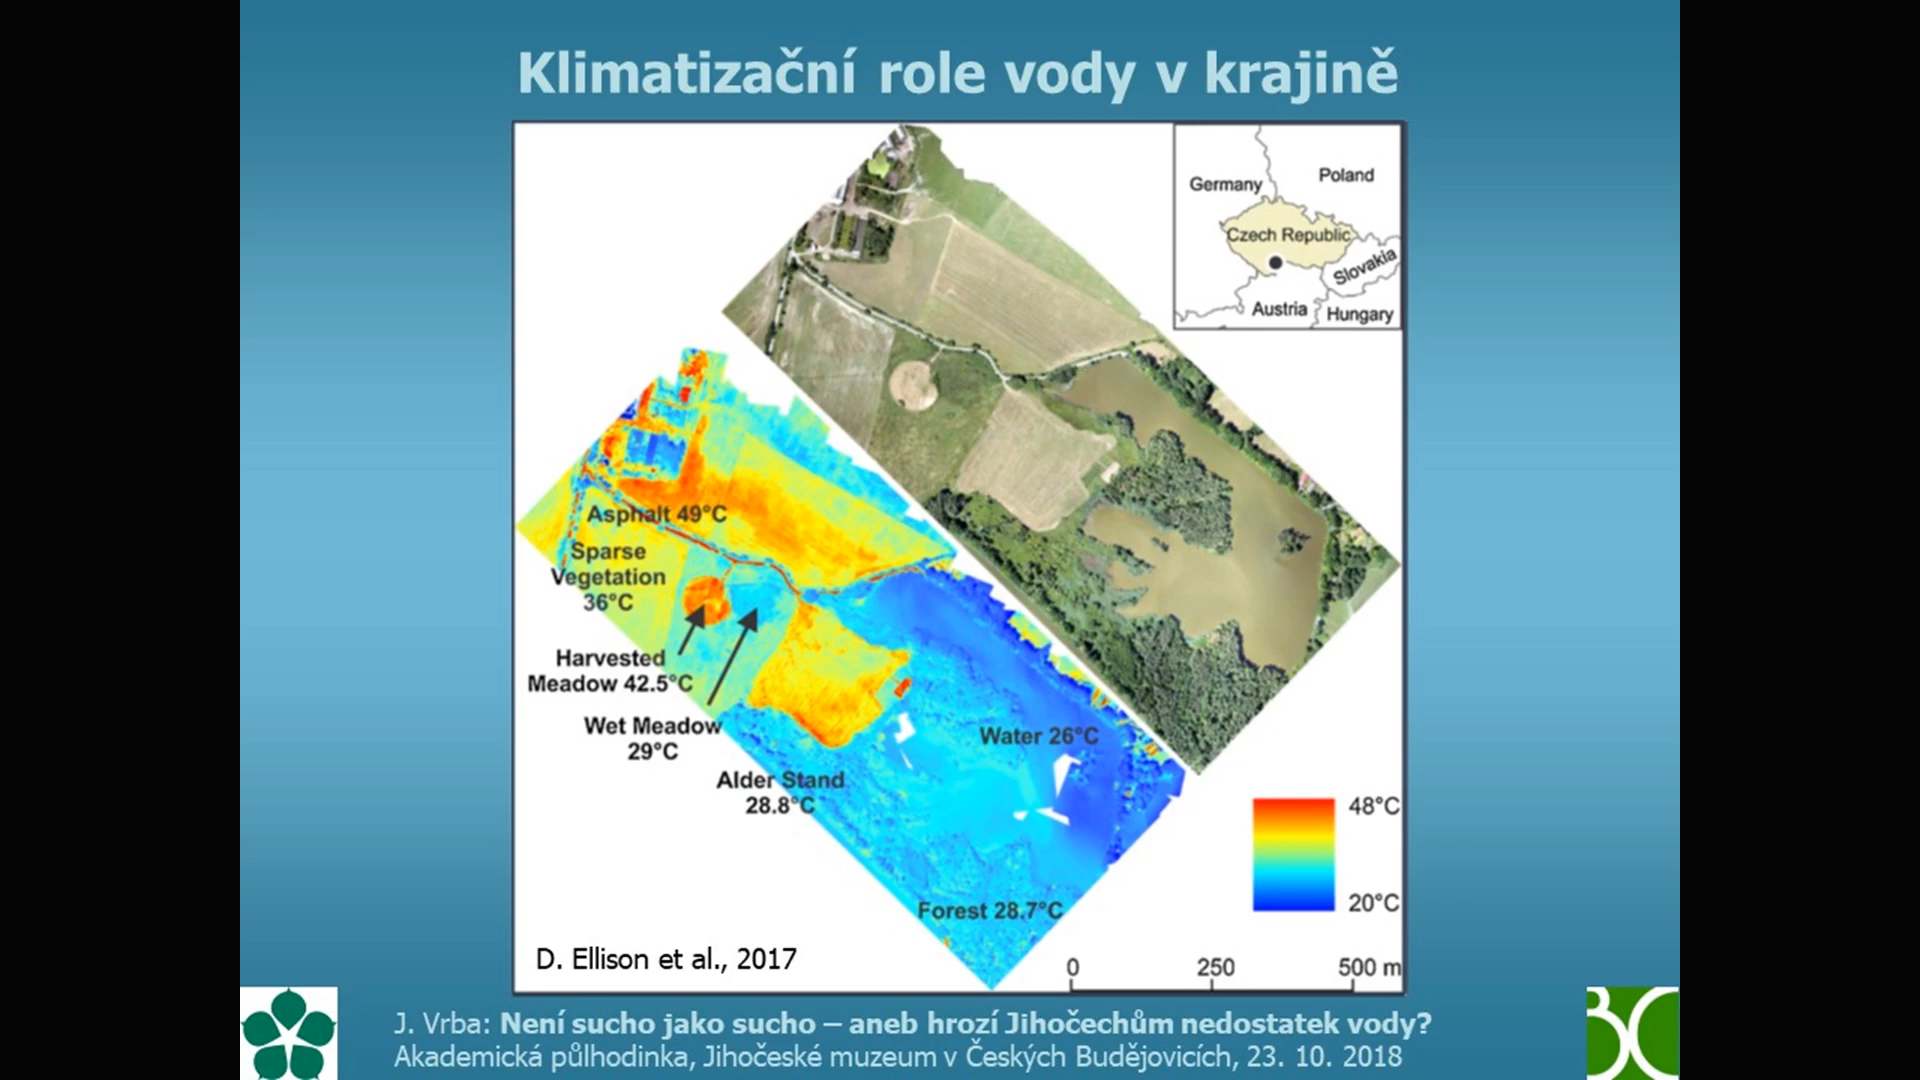 Klimatizační role vody v krajině
Germany
Poland
Czech Republic
Slovakia
Austria
Hungary
Asphalt 49°C
Sparse
Vegetation
36°C
Harvested
Meadow 42.5°C
Wet Meadow
29°C
Alder Stand
28.8°C
Water 26°C
Forest 28.7°C
48°C
20°C
D. Ellison et al., 2017
0 250 500 m
J. Vrba: Není sucho jako sucho – aneb hrozí Jihočechům nedostatek vody?
Akademická půlhodinka, Jihočeské muzeum v Českých Budějovicích, 23. 10. 2018
BC